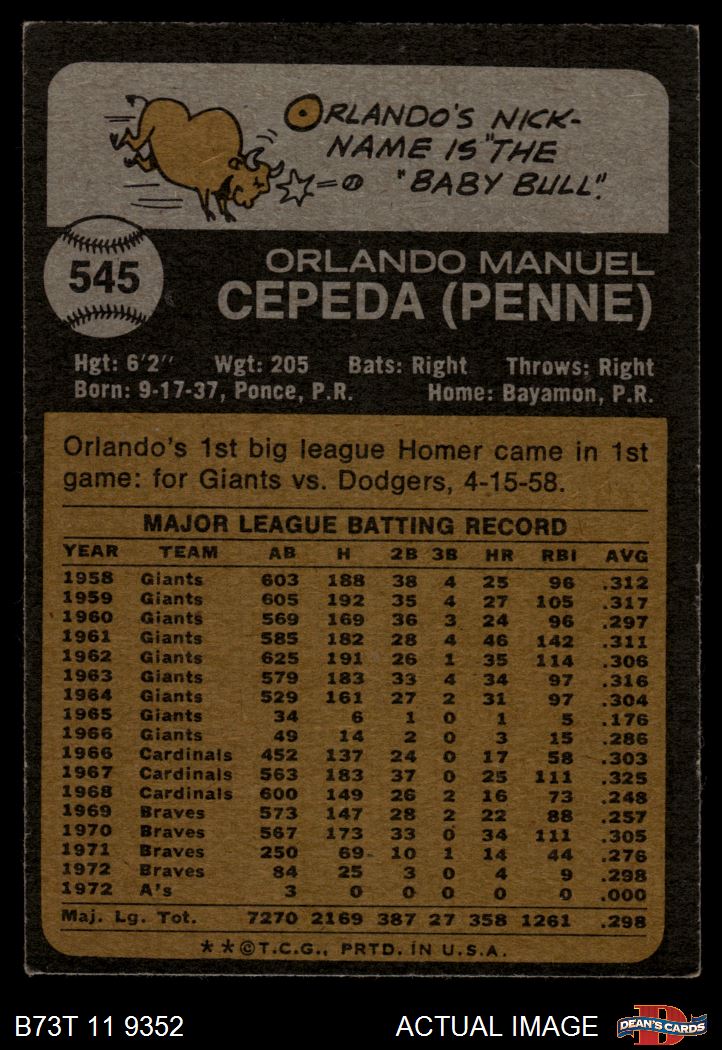 ORLANDO'S NICK-
NAME IS "THE
"BABY BULL".
545
ORLANDO MANUEL
CEPEDA (PENNE)
Hgt: 6'2" Wgt: 205 Bats: Right Throws: Right
Born: 9-17-37, Ponce, P.R. Home: Bayamon, P.R.
Orlando's 1st big league Homer came in 1st
game: for Giants vs. Dodgers, 4-15-58.
MAJOR LEAGUE BATTING RECORD
YEAR TEAM AB H 2B 3B HR RBI AVG
1958 Giants 603 188 38 4 25 96 .312
1959 Giants 605 192 35 4 27 105 .317
1960 Giants 569 169 36 3 24 96 .297
1961 Giants 585 182 28 4 46 142 .311
1962 Giants 625 191 26 1 35 114 .306
1963 Giants 579 183 33 4 34 97 .316
1964 Giants 529 161 27 2 31 97 .304
1965 Giants 34 6 1 0 1 5 .176
1966 Giants 49 14 2 0 3 15 .286
1966 Cardinals 452 137 24 0 17 58 .303
1967 Cardinals 563 183 37 0 25 111 .325
1968 Cardinals 600 149 26 2 16 73 .248
1969 Braves 573 147 28 2 22 88 .257
1970 Braves 567 173 33 0 34 111 .305
1971 Braves 250 69 10 1 14 44 .276
1972 Braves 84 25 3 0 4 9 .298
1972 A's 3 0 0 0 0 0 .000
Maj. Lg. Tot. 7270 2169 387 27 358 1261 .298
**©T.C.G., PRTD. IN U.S.A.
B73T 11 9352 ACTUAL IMAGE D DEAN'S CARDS